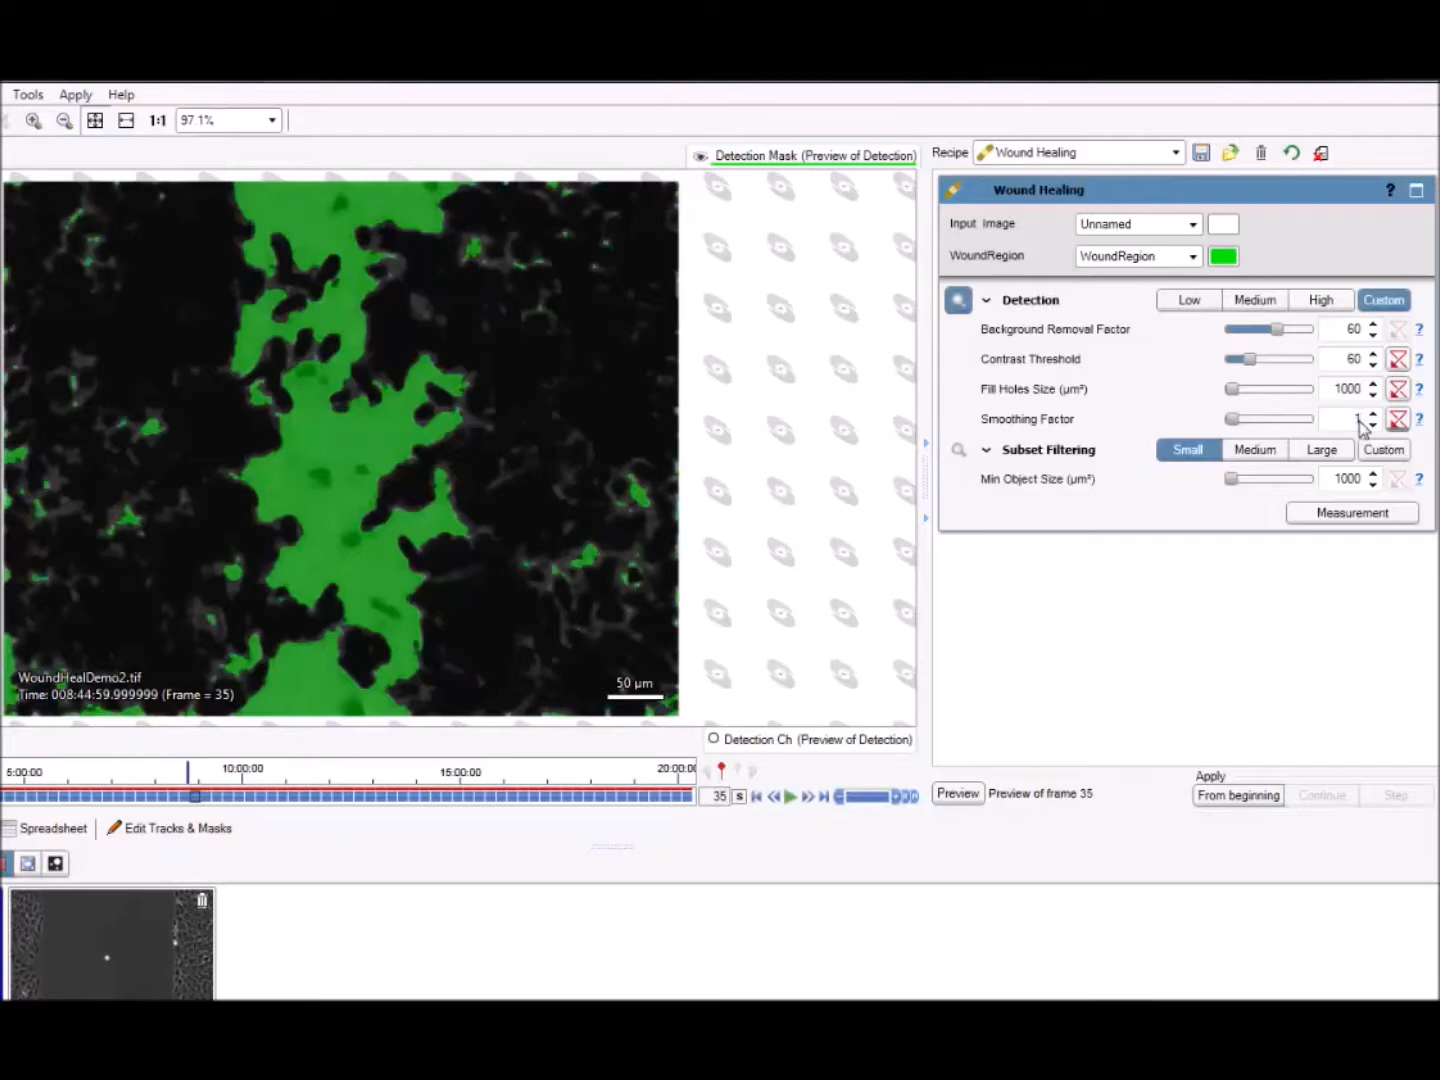 Tools Apply Help
1:1 97.1%
Detection Mask (Preview of Detection)
Recipe Wound Healing
Wound Healing ?
Input Image Unnamed
WoundRegion WoundRegion
Detection Low Medium High Custom
Background Removal Factor 60 ?
Contrast Threshold 60 ?
Fill Holes Size (µm²) 1000 ?
Smoothing Factor ?
Subset Filtering Small Medium Large Custom
Min Object Size (µm²) 1000 ?
Measurement
WoundHealDemo2.tif
Time: 008:44:59.999999 (Frame = 35)
50 µm
Detection Ch (Preview of Detection)
5:00:00 10:00:00 15:00:00 20:00:00
35 S
Preview Preview of frame 35
Apply
From beginning Continue Step
Spreadsheet Edit Tracks & Masks